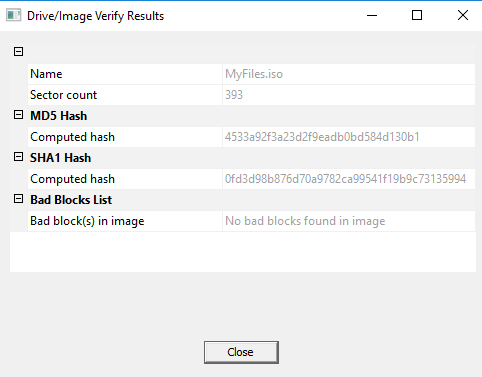 Drive/Image Verify Results
Name MyFiles.iso
Sector count 393
MD5 Hash
Computed hash 4533a92f3a23d2f9eadb0bd584d130b1
SHA1 Hash
Computed hash 0fd3d98b876d70a9782ca99541f19b9c73135994
Bad Blocks List
Bad block(s) in image No bad blocks found in image
Close